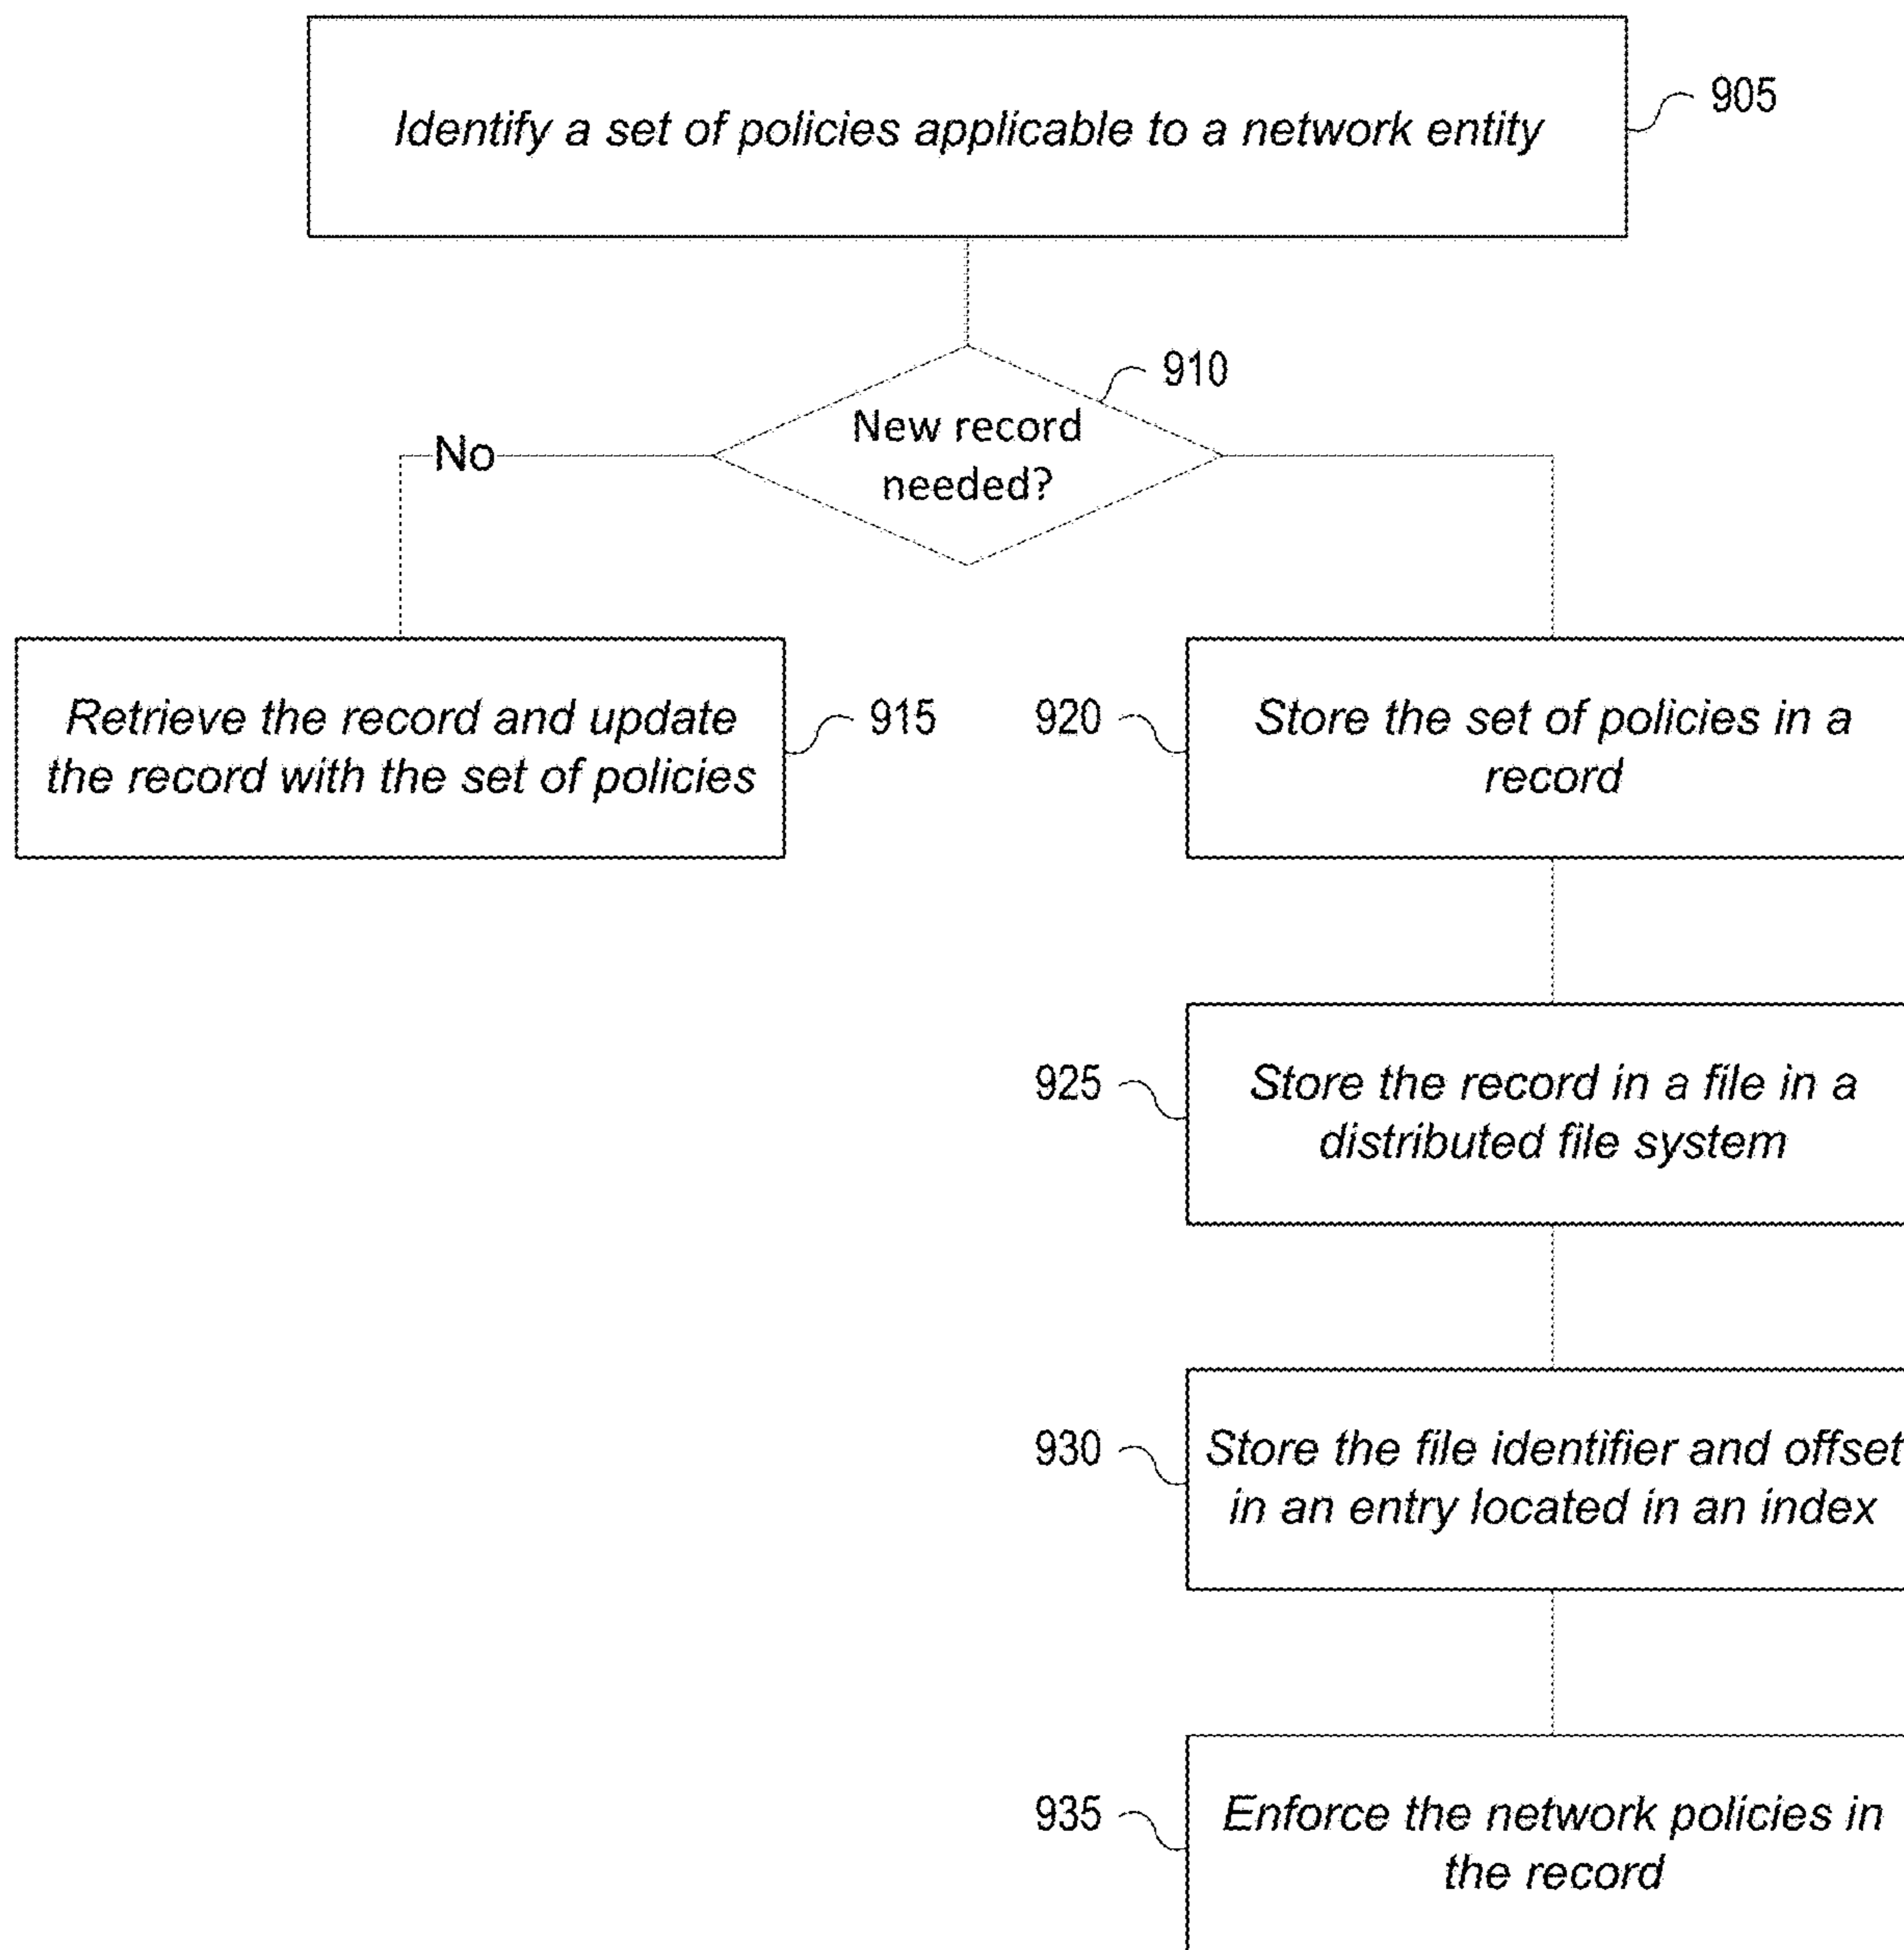 Identify a set of policies applicable to a network entity
905
910
New record
needed?
No
Retrieve the record and update
the record with the set of policies
915
920
Store the set of policies in a
record
925
Store the record in a file in a
distributed file system
930
Store the file identifier and offset
in an entry located in an index
935
Enforce the network policies in
the record